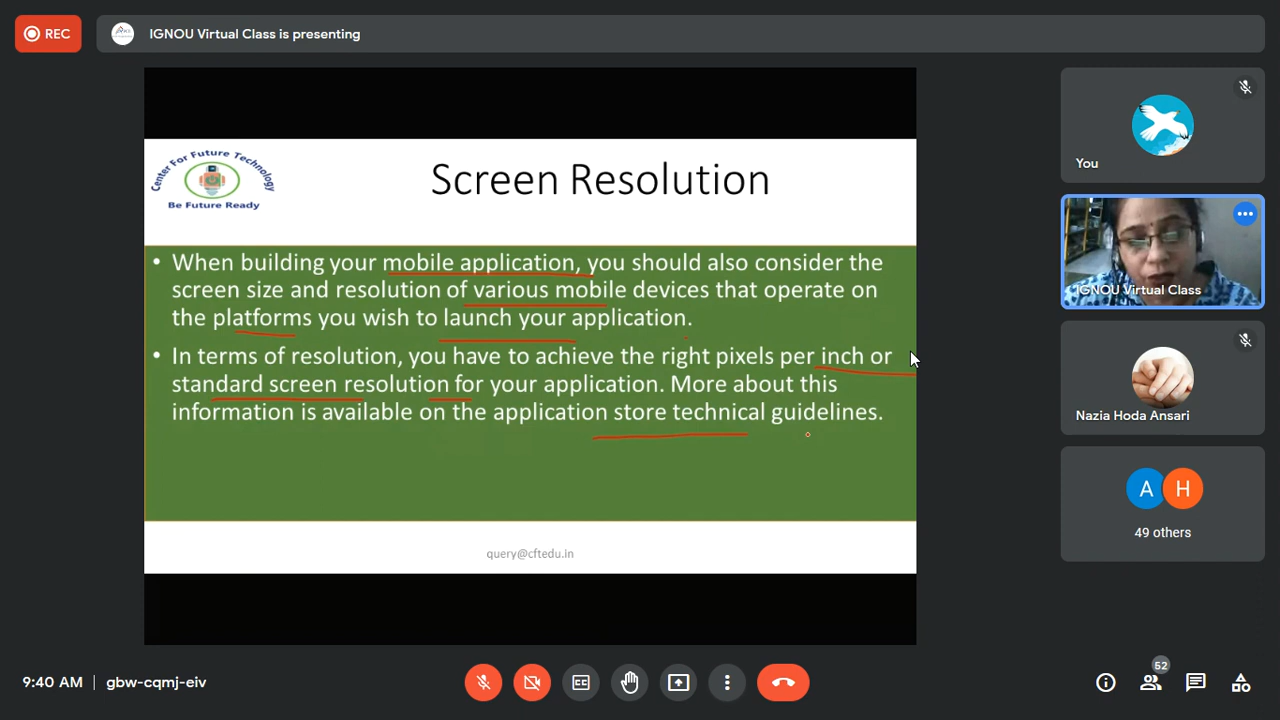 REC
IGNOU Virtual Class is presenting
Center For Future Technology
Be Future Ready
Screen Resolution
• When building your mobile application, you should also consider the
screen size and resolution of various mobile devices that operate on
the platforms you wish to launch your application.
• In terms of resolution, you have to achieve the right pixels per inch or
standard screen resolution for your application. More about this
information is available on the application store technical guidelines.
query@cftedu.in
You
IGNOU Virtual Class
Nazia Hoda Ansari
A H
49 others
9:40 AM | gbw-cqmj-eiv
CC
52